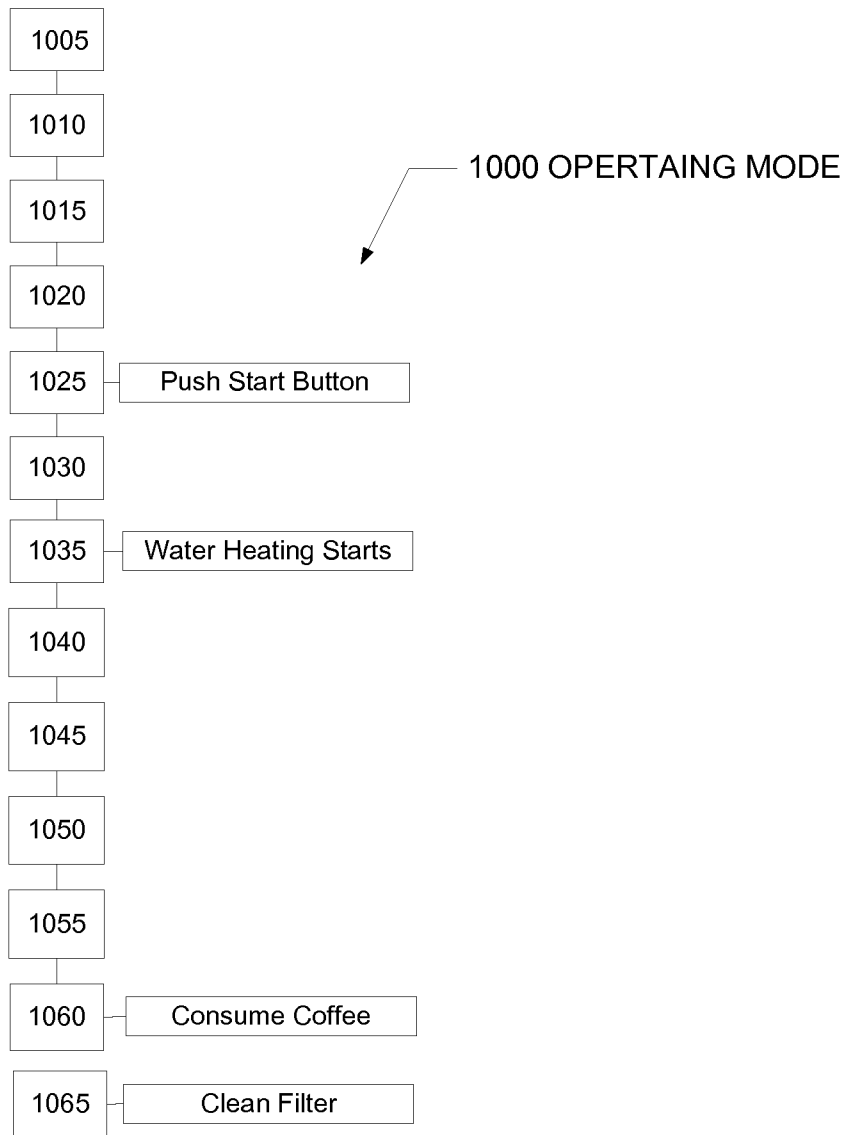 1005
1010
1000 OPERTAING MODE
1015
1020
1025 Push Start Button
1030
1035 Water Heating Starts
1040
1045
1050
1055
1060 Consume Coffee
1065 Clean Filter